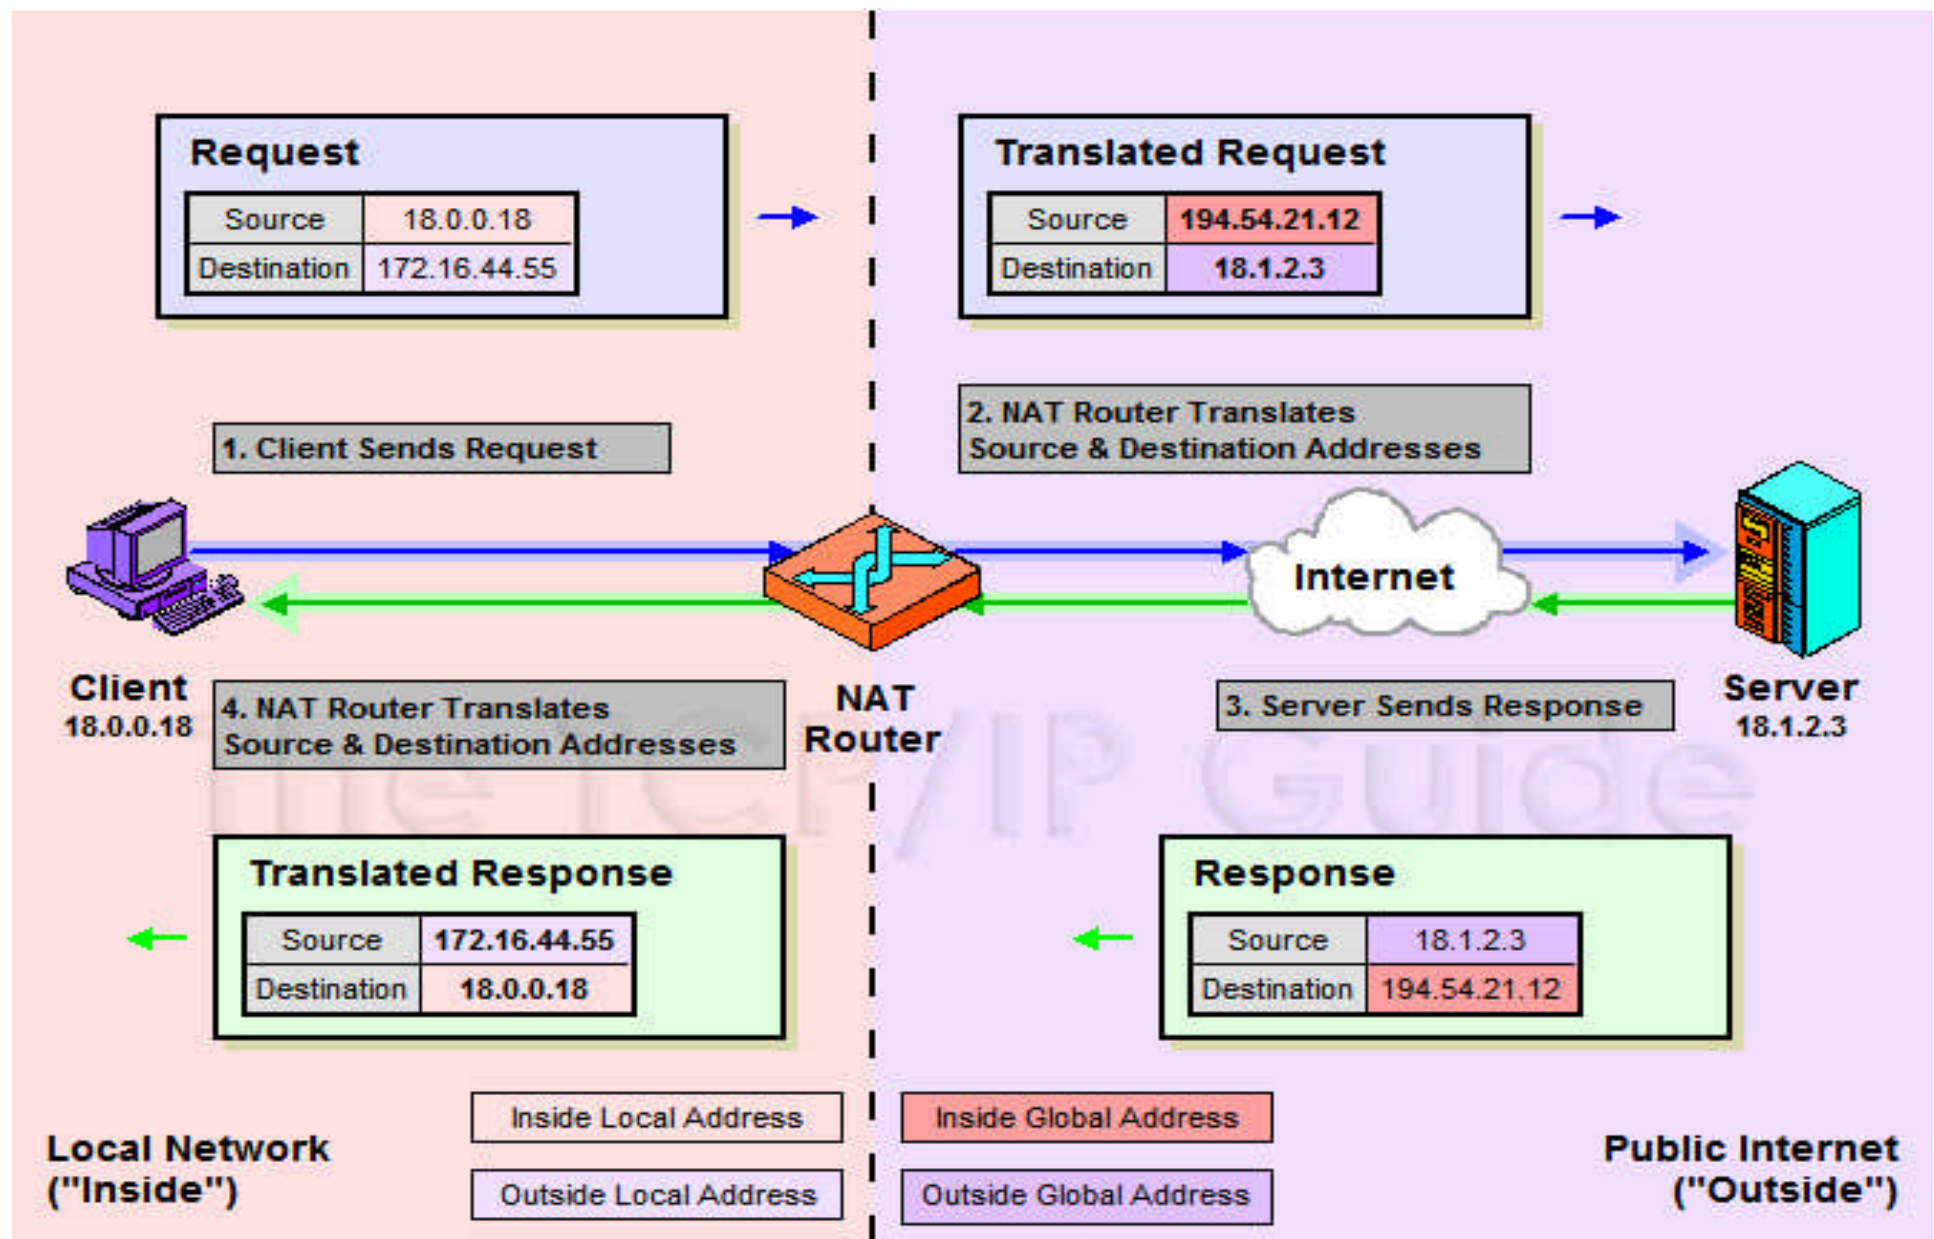 Request
Source 18.0.0.18
Destination 172.16.44.55
Translated Request
Source 194.54.21.12
Destination 18.1.2.3
1. Client Sends Request
2. NAT Router Translates
Source & Destination Addresses
Internet
Client
18.0.0.18
NAT
Router
Server
18.1.2.3
4. NAT Router Translates
Source & Destination Addresses
3. Server Sends Response
The TCP/IP Guide
Translated Response
Source 172.16.44.55
Destination 18.0.0.18
Response
Source 18.1.2.3
Destination 194.54.21.12
Local Network
("Inside")
Inside Local Address
Outside Local Address
Inside Global Address
Outside Global Address
Public Internet
("Outside")